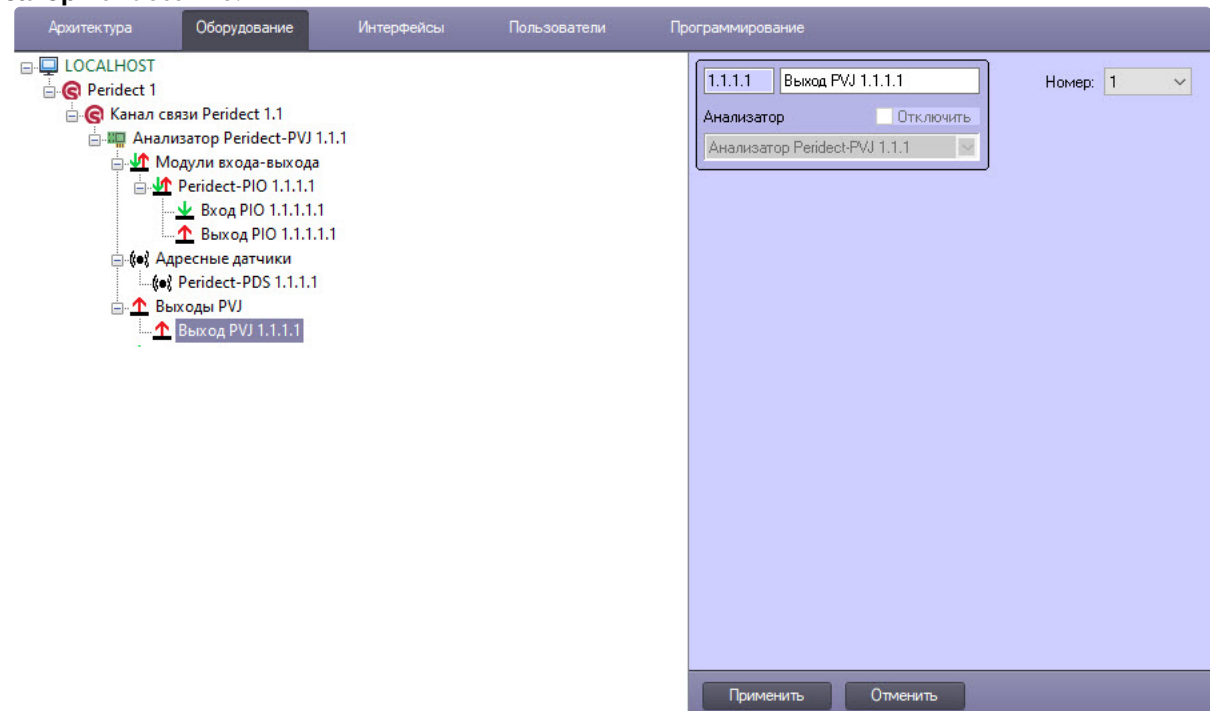 Архитектура Оборудование Интерфейсы Пользователи Программирование
LOCALHOST
Peridect 1
Канал связи Peridect 1.1
Анализатор Peridect-PVJ 1.1.1
Модули входа-выхода
Peridect-PIO 1.1.1.1
Вход PIO 1.1.1.1.1
Выход PIO 1.1.1.1.1
Адресные датчики
Peridect-PDS 1.1.1.1
Выходы PVJ
Выход PVJ 1.1.1.1
1.1.1.1 Выход PVJ 1.1.1.1 Номер: 1
Анализатор Отключить
Анализатор Peridect-PVJ 1.1.1
Применить Отменить